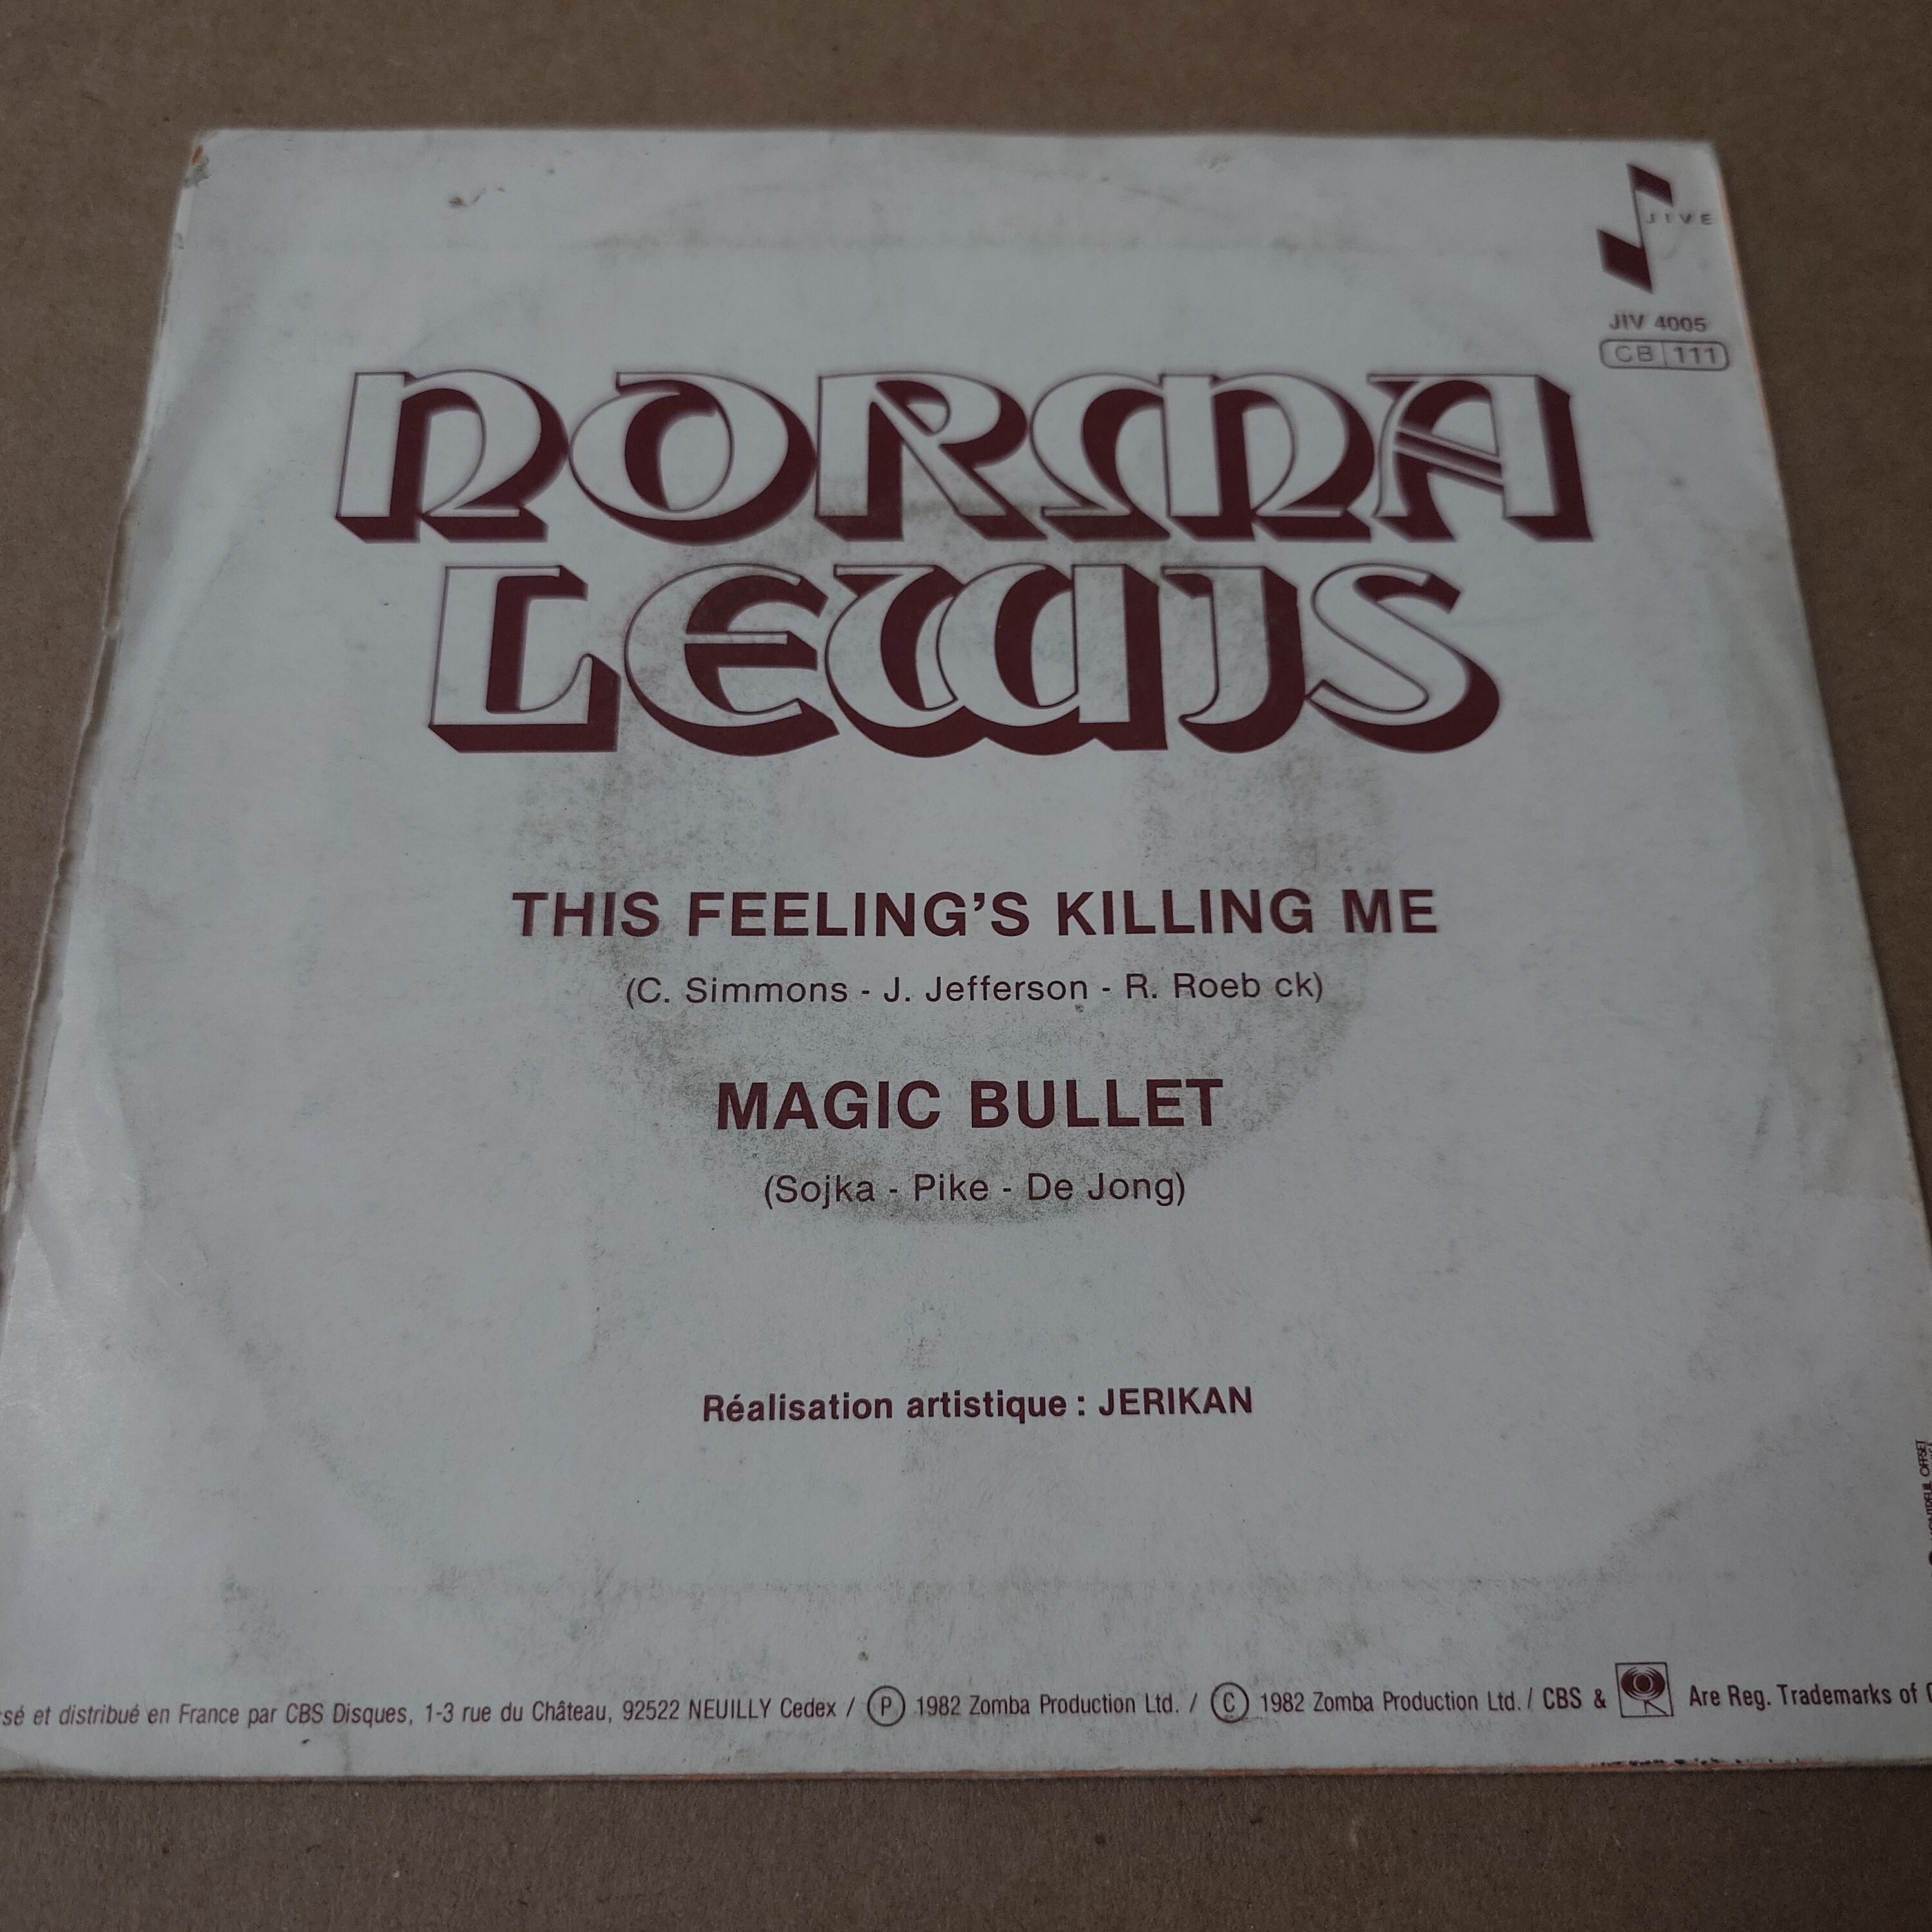 JIVE
JIV 4005
CB 111
NORMA
LEWIS
THIS FEELING'S KILLING ME
(C. Simmons - J. Jefferson - R. Roeb ck)
MAGIC BULLET
(Sojka - Pike - De Jong)
Réalisation artistique : JERIKAN
et distribué en France par CBS Disques, 1-3 rue du Château, 92522 NEUILLY Cedex / Ⓟ 1982 Zomba Production Ltd. / Ⓒ 1982 Zomba Production Ltd. / CBS & Are Reg. Trademarks of